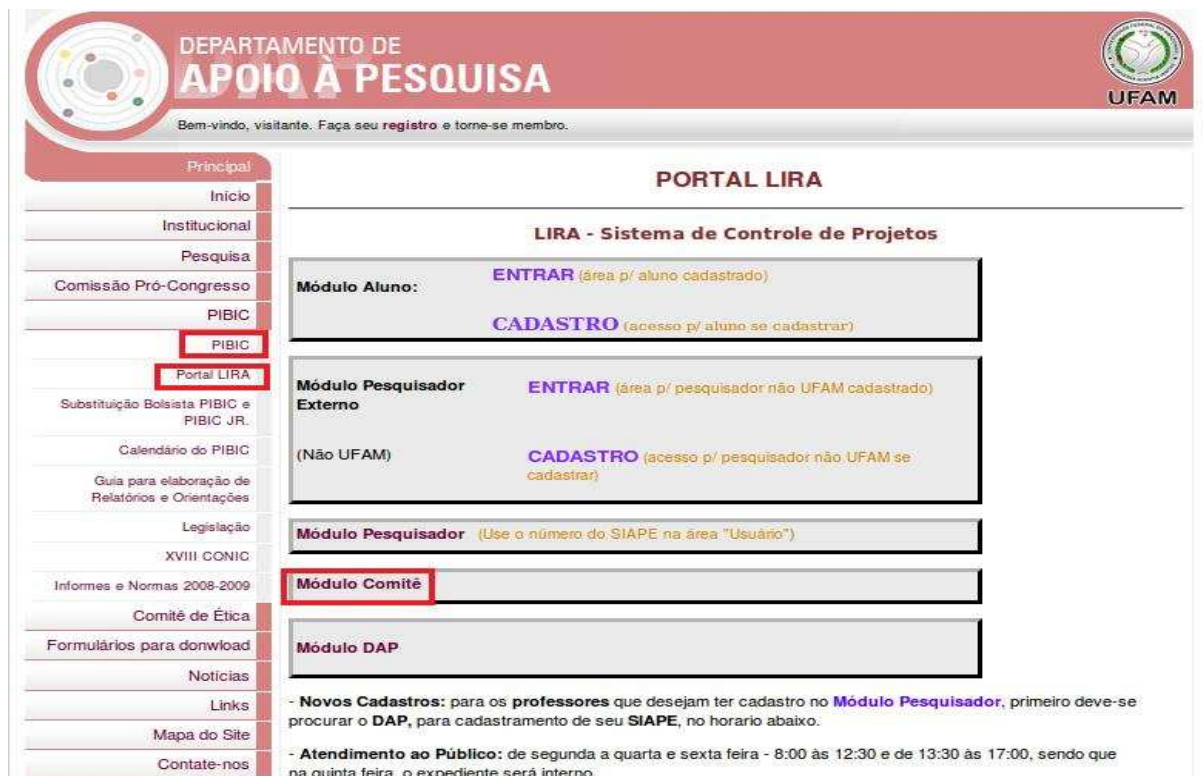 DEPARTAMENTO DE
APOIO À PESQUISA
UFAM
Bem-vindo, visitante. Faça seu registro e torne-se membro.
Principal
Início
Institucional
Pesquisa
Comissão Pró-Congresso
PIBIC
PIBIC
Portal LIRA
Substituição Bolsista PIBIC e
PIBIC JR.
Calendário do PIBIC
Guia para elaboração de
Relatórios e Orientações
Legislação
XVIII CONIC
Informes e Normas 2008-2009
Comitê de Ética
Formulários para donwload
Notícias
Links
Mapa do Site
Contate-nos
PORTAL LIRA
LIRA - Sistema de Controle de Projetos
Módulo Aluno:
ENTRAR (área p/ aluno cadastrado)
CADASTRO (acesso p/ aluno se cadastrar)
Módulo Pesquisador
Externo
ENTRAR (área p/ pesquisador não UFAM cadastrado)
(Não UFAM)
CADASTRO (acesso p/ pesquisador não UFAM se
cadastrar)
Módulo Pesquisador (Use o número do SIAPE na área "Usuário")
Módulo Comitê
Módulo DAP
- Novos Cadastros: para os professores que desejam ter cadastro no Módulo Pesquisador, primeiro deve-se
procurar o DAP, para cadastramento de seu SIAPE, no horario abaixo.
- Atendimento ao Público: de segunda a quarta e sexta feira - 8:00 às 12:30 e de 13:30 às 17:00, sendo que
na quinta feira, o expediente será interno.